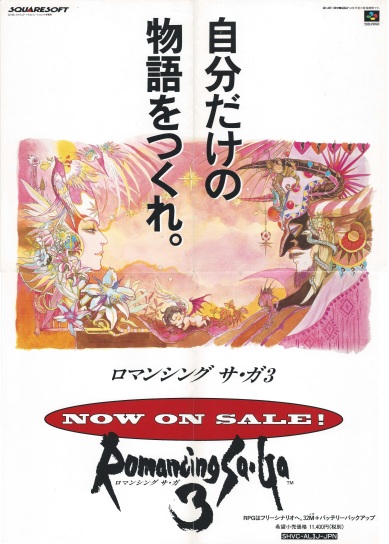 SQUARESOFT
自分だけの
物語をつくれ。
ロマンシング サ・ガ3
NOW ON SALE!
Romancing Sa·Ga
ロマンシング サ・ガ
3
TM
RPGはフリーシナリオへ。32M+バッテリーバックアップ
希望小売価格 11,400円(税別)
SHVC-AL3J-JPN